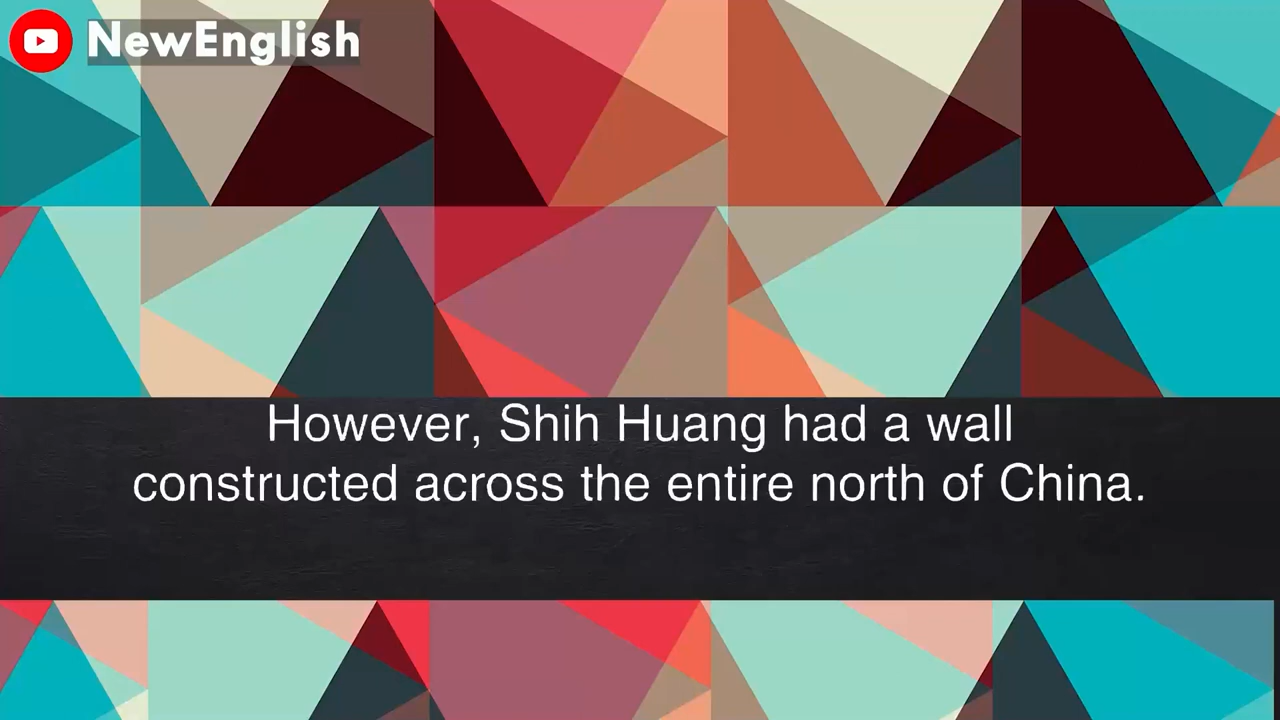 NewEnglish
However, Shih Huang had a wall
constructed across the entire north of China.